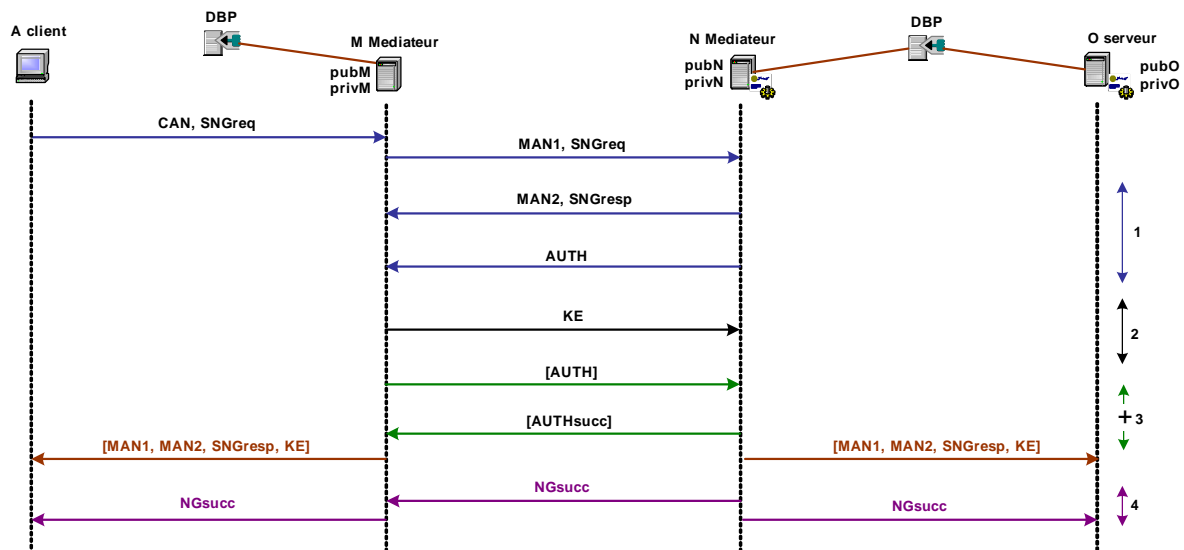 A client
DBP
M Mediateur
pubM
privM
N Mediateur
pubN
privN
DBP
O serveur
pubO
privO
CAN, SNGreq
MAN1, SNGreq
MAN2, SNGresp
1
AUTH
KE
2
[AUTH]
+ 3
[AUTHsucc]
[MAN1, MAN2, SNGresp, KE]
[MAN1, MAN2, SNGresp, KE]
NGsucc
NGsucc
NGsucc
4